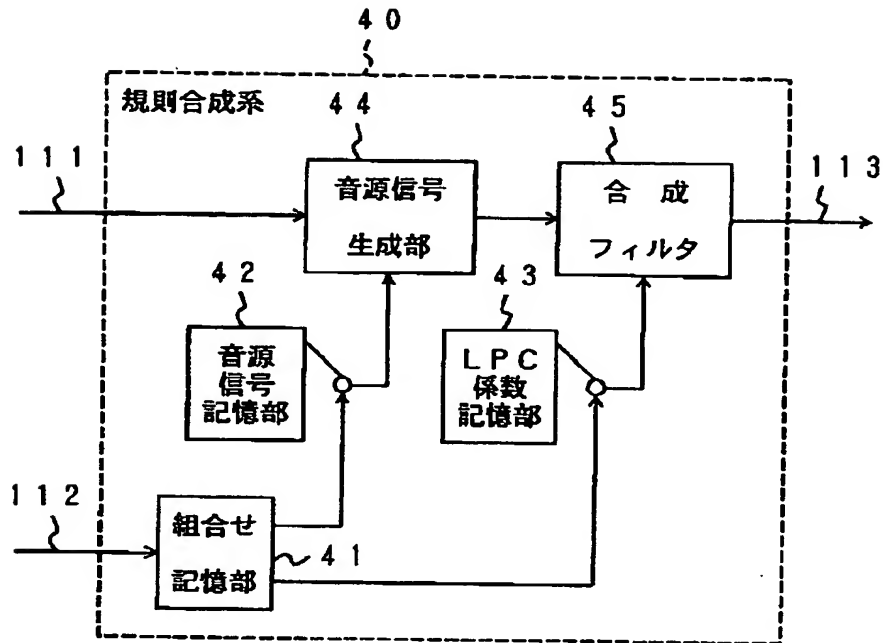 ４０
規則合成系
４４
４５
１１１
１１３
音源信号
生成部
合　成
フィルタ
４２
４３
音源
信号
記憶部
ＬＰＣ
係数
記憶部
１１２
組合せ
記憶部
４１